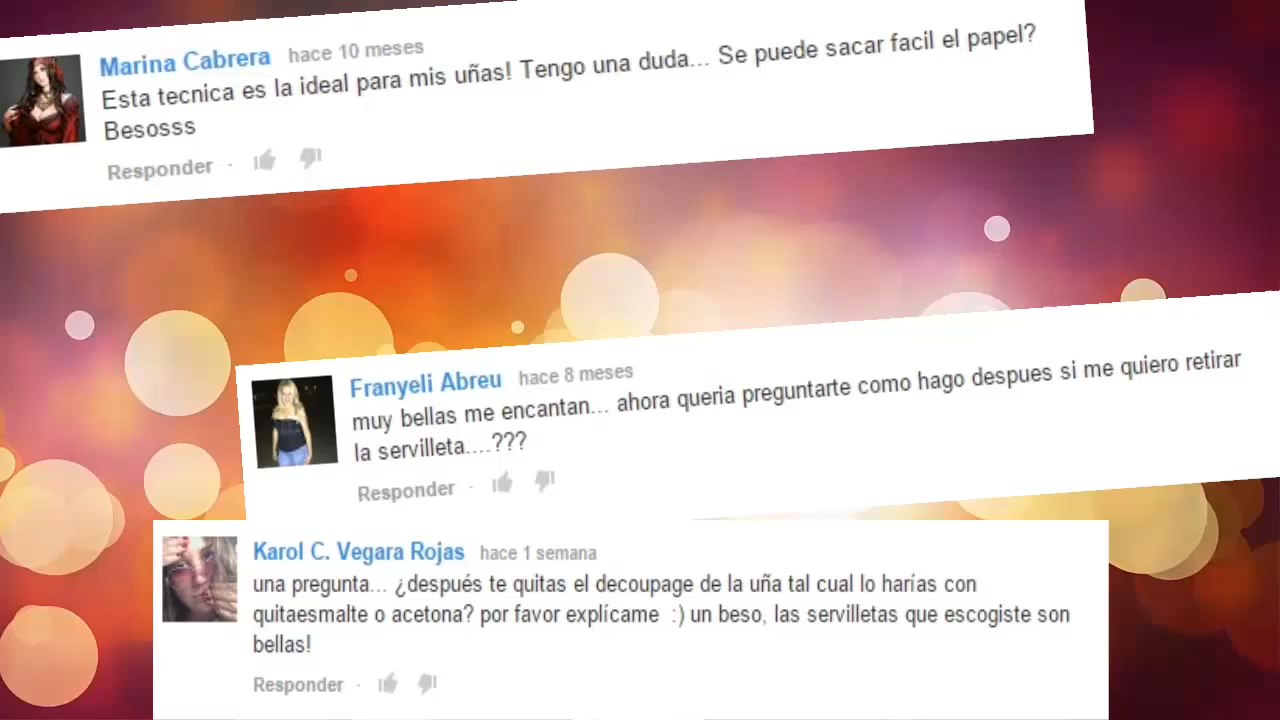 Marina Cabrera hace 10 meses
Esta tecnica es la ideal para mis uñas! Tengo una duda... Se puede sacar facil el papel?
Besosss
Responder ·
Franyeli Abreu hace 8 meses
muy bellas me encantan... ahora queria preguntarte como hago despues si me quiero retirar
la servilleta....???
Responder ·
Karol C. Vegara Rojas hace 1 semana
una pregunta... ¿después te quitas el decoupage de la uña tal cual lo harías con
quitaesmalte o acetona? por favor explícame :) un beso, las servilletas que escogiste son
bellas!
Responder ·